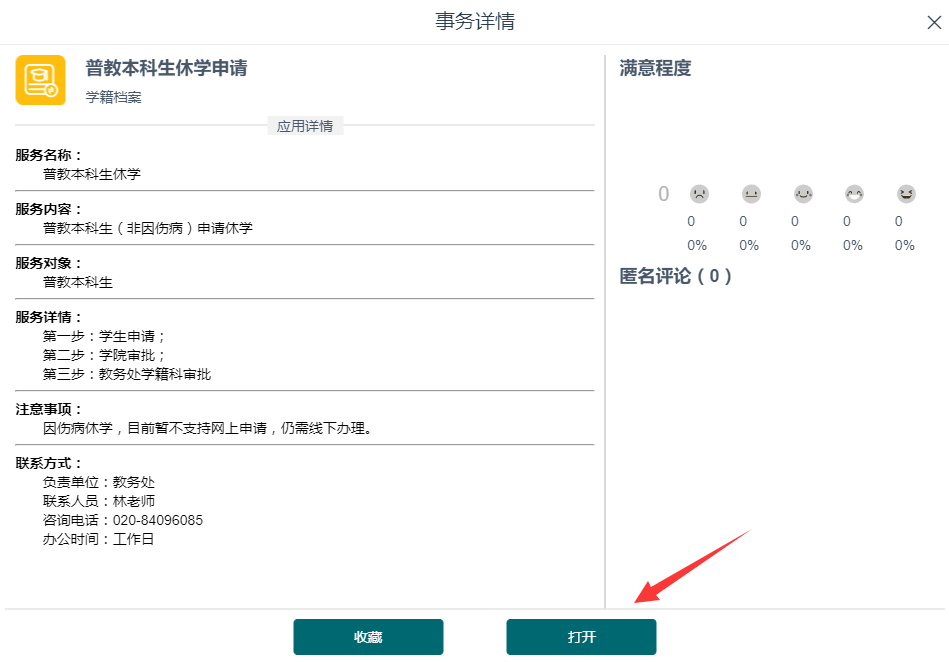 事务详情
普教本科生休学申请
学籍档案
应用详情
服务名称：
普教本科生休学
服务内容：
普教本科生（非因伤病）申请休学
服务对象：
普教本科生
服务详情：
第一步：学生申请；
第二步：学院审批；
第三步：教务处学籍科审批
注意事项：
因伤病休学，目前暂不支持网上申请，仍需线下办理。
联系方式：
负责单位：教务处
联系人员：林老师
咨询电话：020-84096085
办公时间：工作日
满意程度
0
0 0 0 0 0
0% 0% 0% 0% 0%
匿名评论（0）
收藏 打开